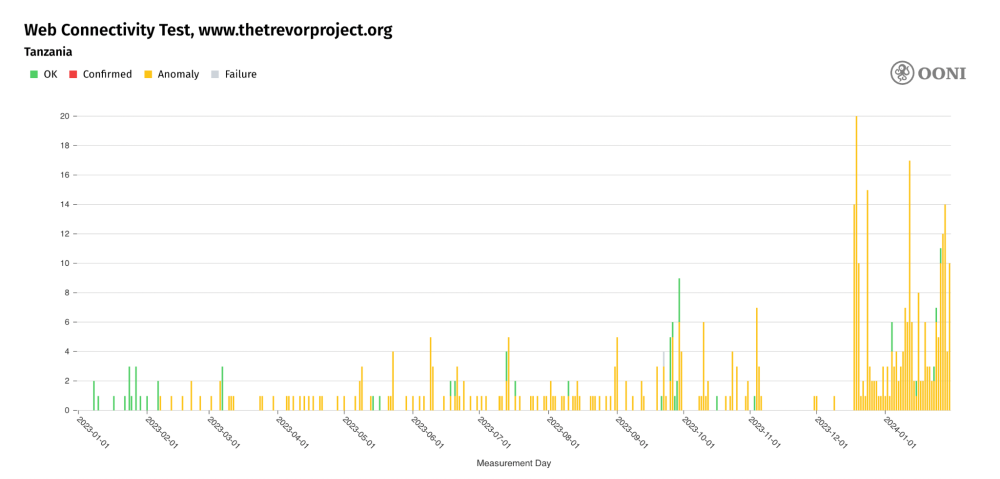 Web Connectivity Test, www.thetrevorproject.org
Tanzania
OK Confirmed Anomaly Failure
OONI
20
18
16
14
12
10
8
6
4
2
0
2023-01-01 2023-02-01 2023-03-01 2023-04-01 2023-05-01 2023-06-01 2023-07-01 2023-08-01 2023-09-01 2023-10-01 2023-11-01 2023-12-01 2024-01-01
Measurement Day